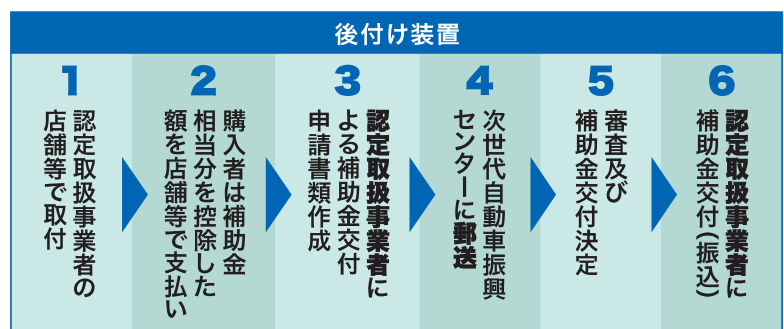 後付け装置
1
認定取扱事業者の
店舗等で取付
2
購入者は補助金
相当分を控除した
額を店舗等で支払い
3
認定取扱事業者に
よる補助金交付
申請書類作成
4
次世代自動車振興
センターに郵送
5
審査及び
補助金交付決定
6
認定取扱事業者に
補助金交付(振込)